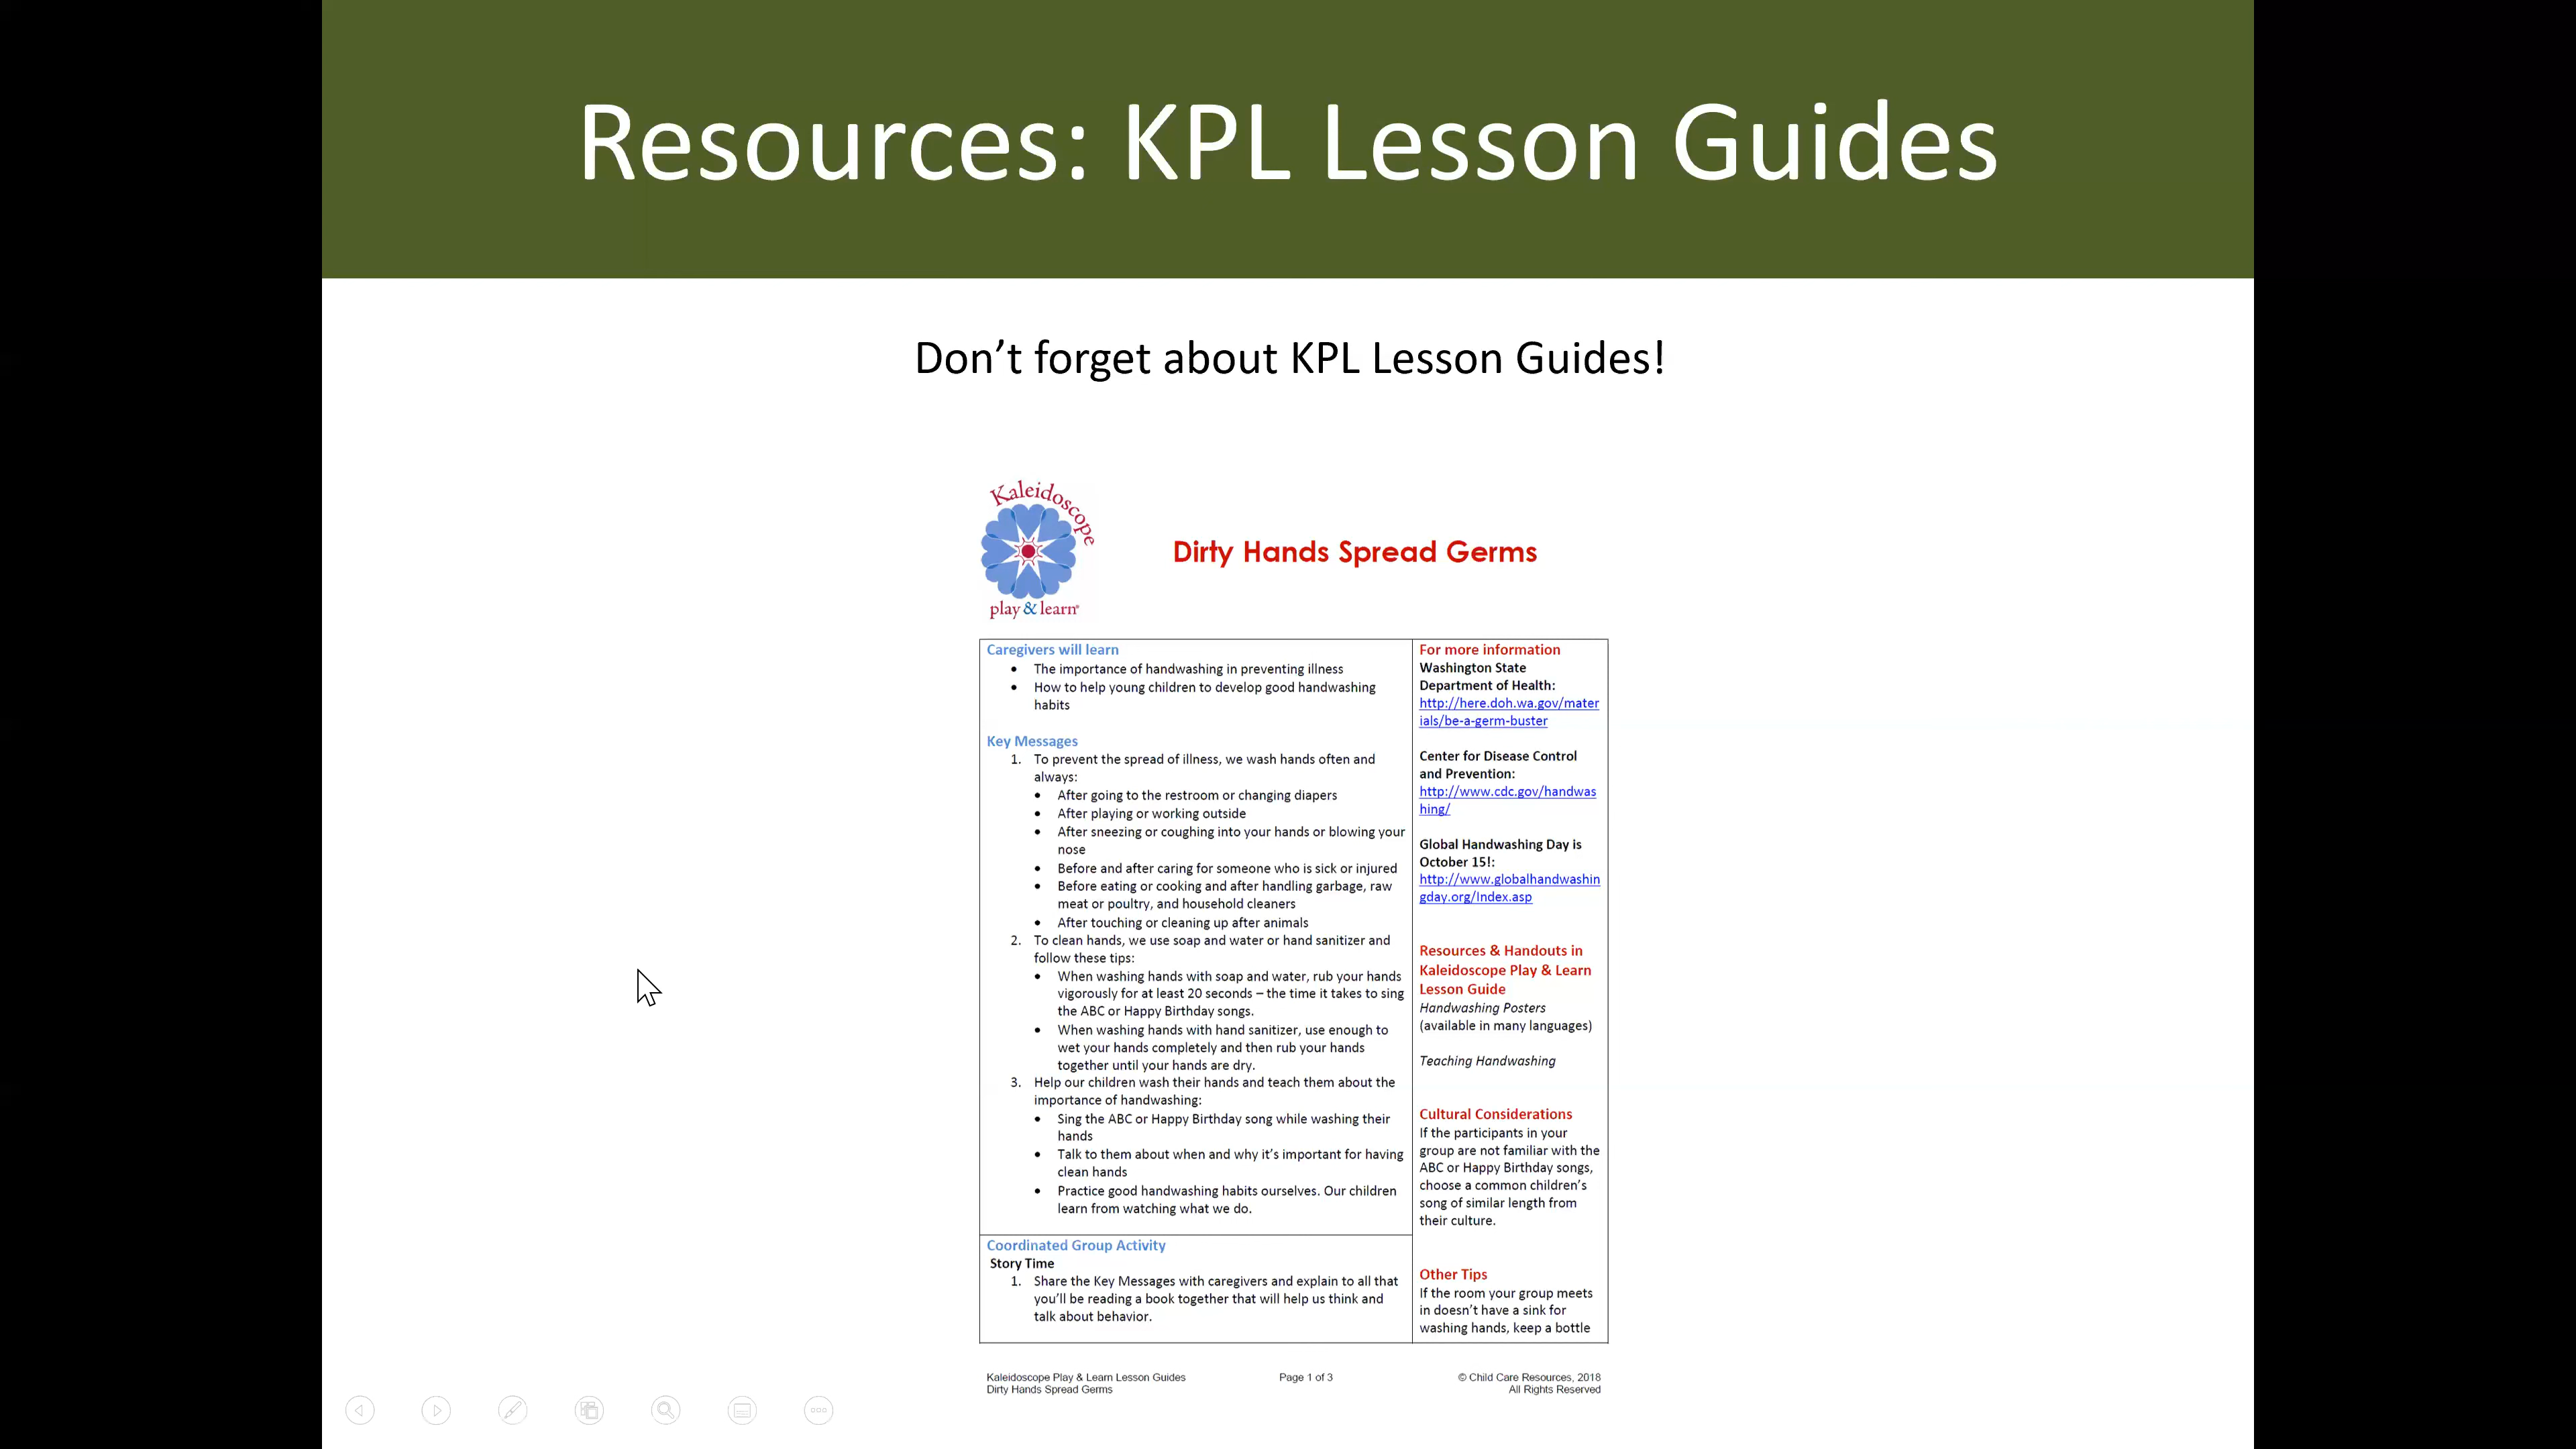 Resources: KPL Lesson Guides
Don't forget about KPL Lesson Guides!
Kaleidoscope
play & learn®
Dirty Hands Spread Germs
Caregivers will learn
• The importance of handwashing in preventing illness
• How to help young children to develop good handwashing
habits
Key Messages
1. To prevent the spread of illness, we wash hands often and
always:
• After going to the restroom or changing diapers
• After playing or working outside
• After sneezing or coughing into your hands or blowing your
nose
• Before and after caring for someone who is sick or injured
• Before eating or cooking and after handling garbage, raw
meat or poultry, and household cleaners
• After touching or cleaning up after animals
2. To clean hands, we use soap and water or hand sanitizer and
follow these tips:
• When washing hands with soap and water, rub your hands
vigorously for at least 20 seconds – the time it takes to sing
the ABC or Happy Birthday songs.
• When washing hands with hand sanitizer, use enough to
wet your hands completely and then rub your hands
together until your hands are dry.
3. Help our children wash their hands and teach them about the
importance of handwashing:
• Sing the ABC or Happy Birthday song while washing their
hands
• Talk to them about when and why it's important for having
clean hands
• Practice good handwashing habits ourselves. Our children
learn from watching what we do.
Coordinated Group Activity
Story Time
1. Share the Key Messages with caregivers and explain to all that
you'll be reading a book together that will help us think and
talk about behavior.
For more information
Washington State
Department of Health:
http://here.doh.wa.gov/mater
ials/be-a-germ-buster
Center for Disease Control
and Prevention:
http://www.cdc.gov/handwas
hing/
Global Handwashing Day is
October 15!:
http://www.globalhandwashin
gday.org/Index.asp
Resources & Handouts in
Kaleidoscope Play & Learn
Lesson Guide
Handwashing Posters
(available in many languages)
Teaching Handwashing
Cultural Considerations
If the participants in your
group are not familiar with the
ABC or Happy Birthday songs,
choose a common children's
song of similar length from
their culture.
Other Tips
If the room your group meets
in doesn't have a sink for
washing hands, keep a bottle
Kaleidoscope Play & Learn Lesson Guides
Dirty Hands Spread Germs
Page 1 of 3
© Child Care Resources, 2018
All Rights Reserved